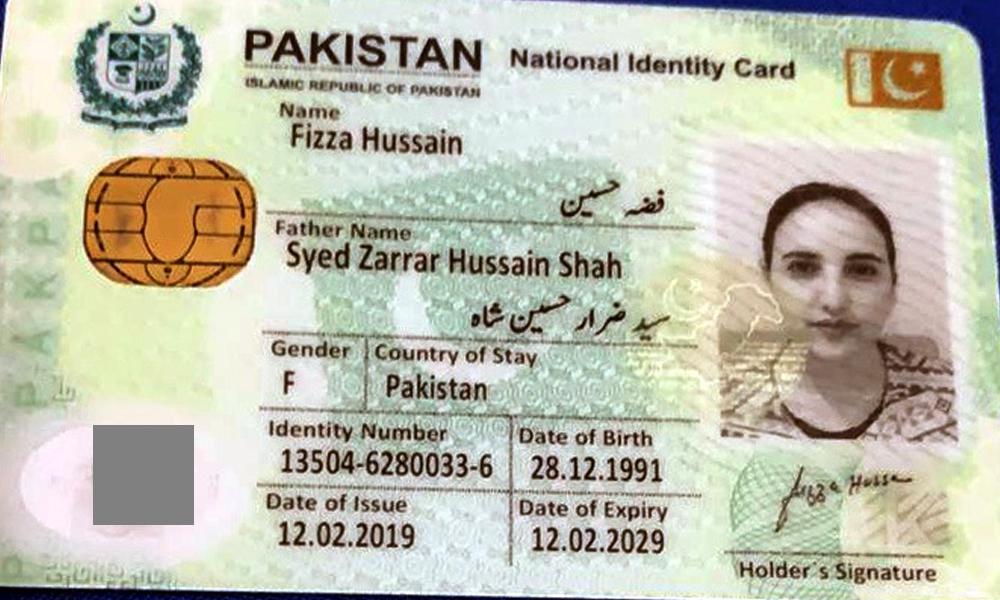 PAKISTAN National Identity Card
ISLAMIC REPUBLIC OF PAKISTAN
Name
Fizza Hussain
فضہ حسین
Father Name
Syed Zarrar Hussain Shah
سید ضرار حسین شاہ
Gender Country of Stay
F Pakistan
Identity Number Date of Birth
13504-6280033-6 28.12.1991
Date of Issue Date of Expiry
12.02.2019 12.02.2029
Fizza Hussa
Holder's Signature